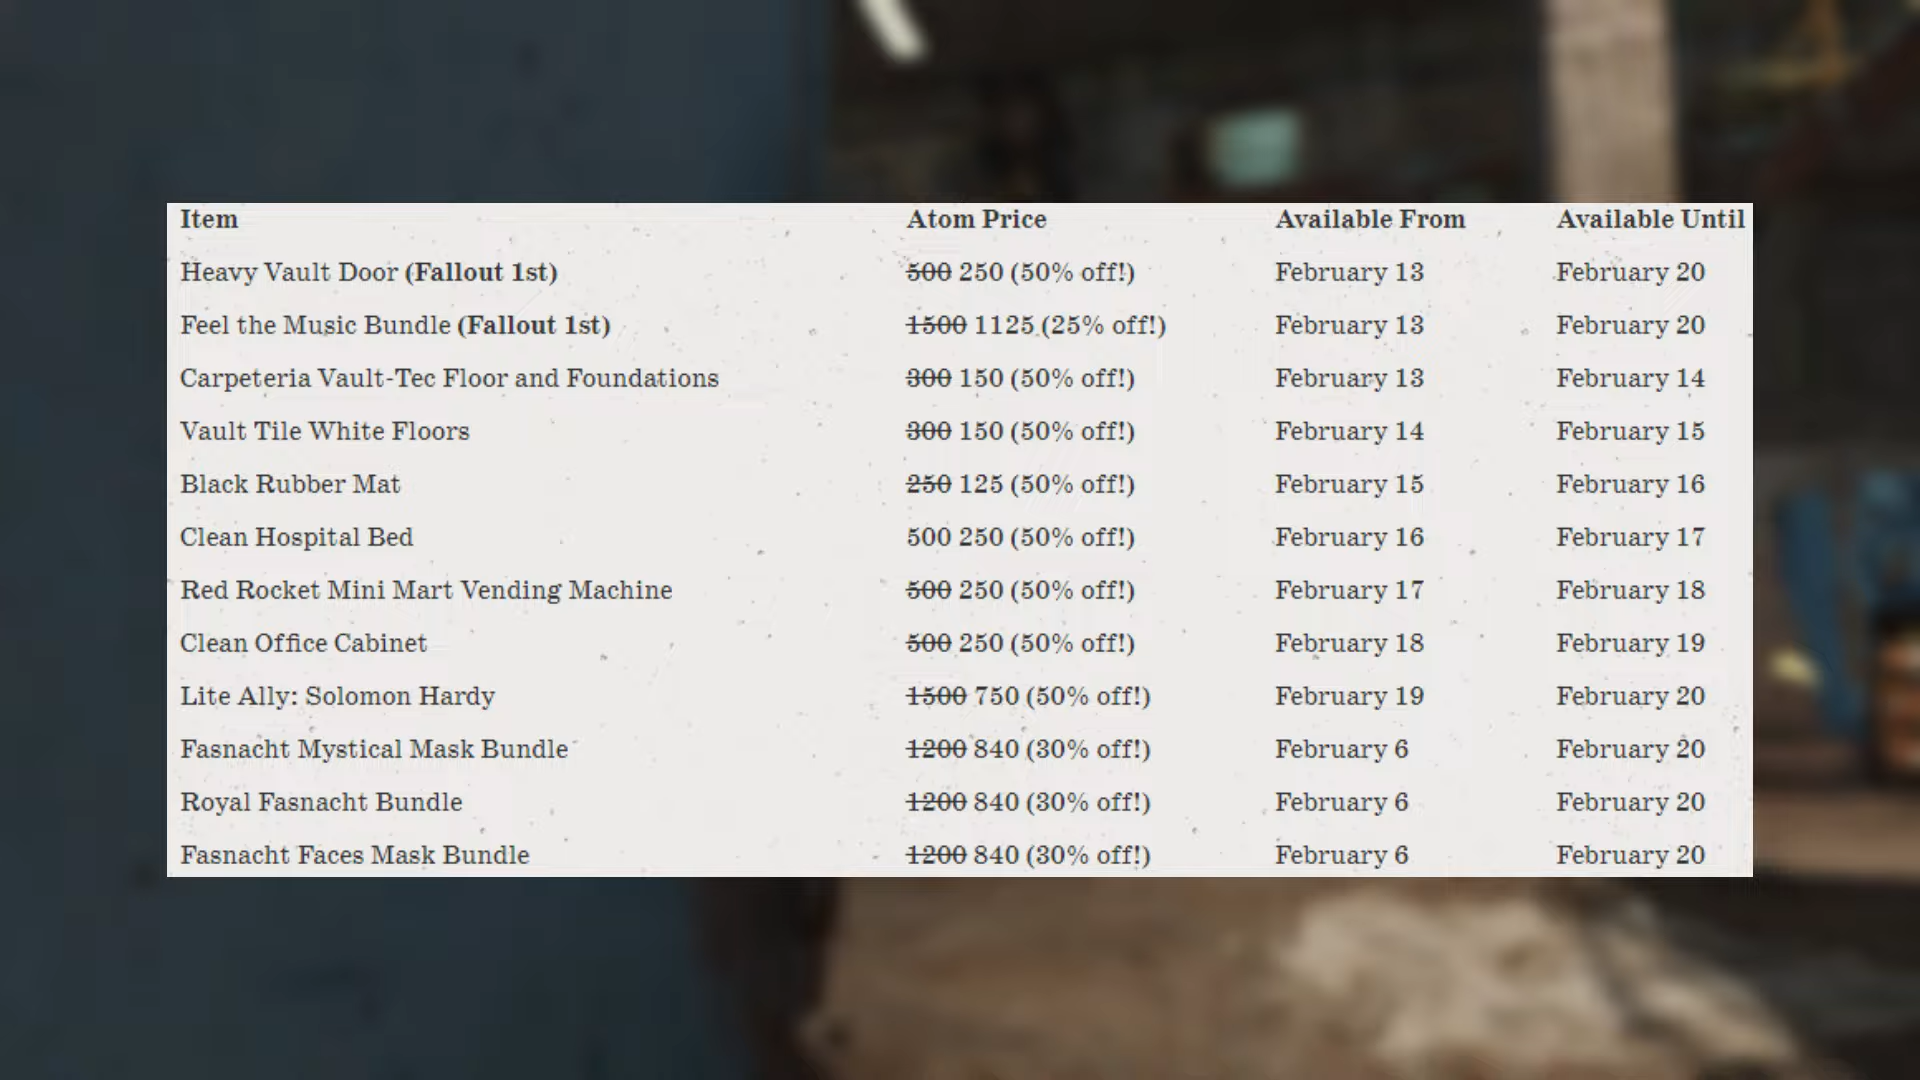 Item Atom Price Available From Available Until
Heavy Vault Door (Fallout 1st) 500 250 (50% off!) February 13 February 20
Feel the Music Bundle (Fallout 1st) 1500 1125 (25% off!) February 13 February 20
Carpeteria Vault-Tec Floor and Foundations 300 150 (50% off!) February 13 February 14
Vault Tile White Floors 300 150 (50% off!) February 14 February 15
Black Rubber Mat 250 125 (50% off!) February 15 February 16
Clean Hospital Bed 500 250 (50% off!) February 16 February 17
Red Rocket Mini Mart Vending Machine 500 250 (50% off!) February 17 February 18
Clean Office Cabinet 500 250 (50% off!) February 18 February 19
Lite Ally: Solomon Hardy 1500 750 (50% off!) February 19 February 20
Fasnacht Mystical Mask Bundle 1200 840 (30% off!) February 6 February 20
Royal Fasnacht Bundle 1200 840 (30% off!) February 6 February 20
Fasnacht Faces Mask Bundle 1200 840 (30% off!) February 6 February 20